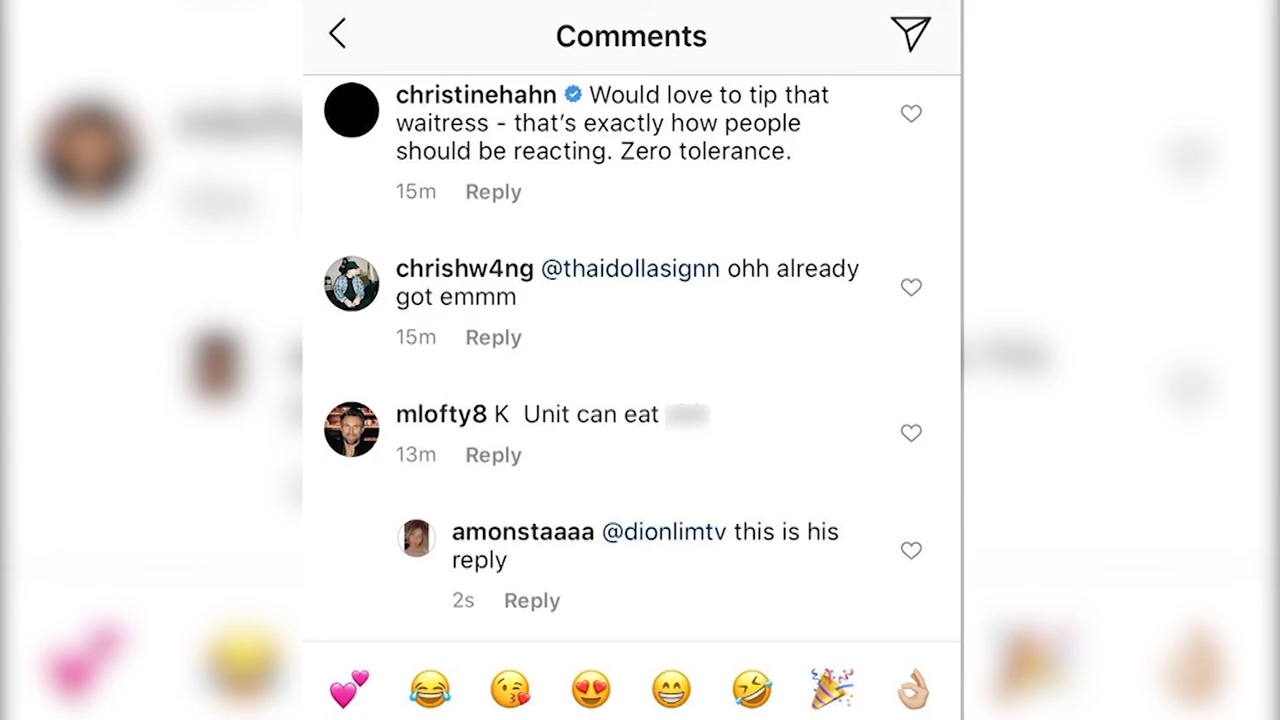 Comments
christinehahn Would love to tip that
waitress - that's exactly how people
should be reacting. Zero tolerance.
15m Reply
chrishw4ng @thaidollasignn ohh already
got emmm
15m Reply
mlofty8 K Unit can eat
13m Reply
amonstaaaa @dionlimtv this is his
reply
2s Reply